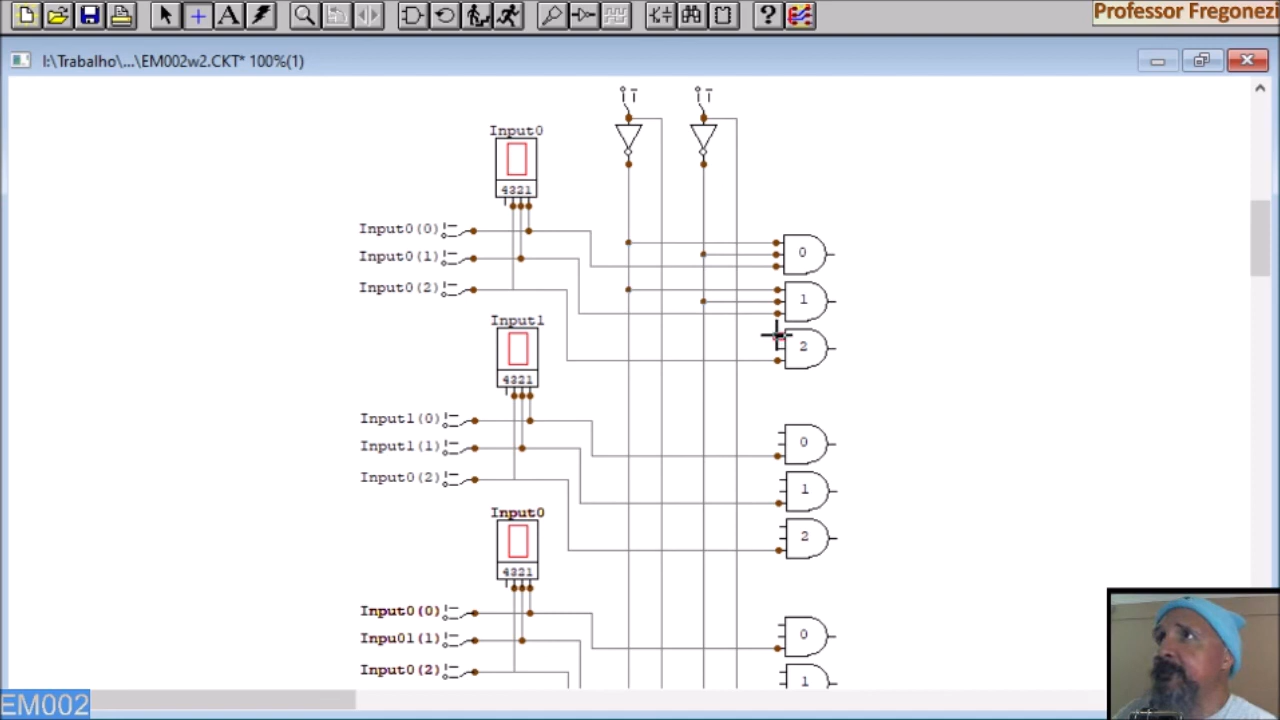 Professor Fregonezi
I:\Trabalho\...\EM002w2.CKT* 100%(1)
Input0
4321
Input0(0)
Input0(1)
Input0(2)
0
1
2
Input1
4321
Input1(0)
Input1(1)
Input0(2)
0
1
2
Input0
4321
Input0(0)
Inpu01(1)
Input0(2)
0
1
EM002